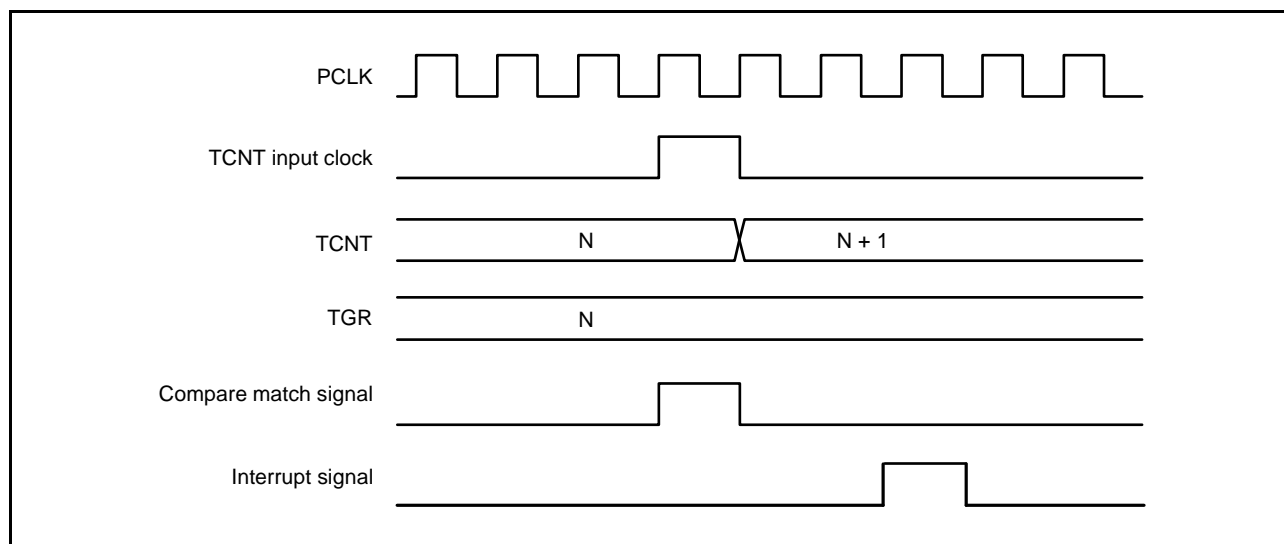 PCLK
TCNT input clock
TCNT
N
N + 1
TGR
N
Compare match signal
Interrupt signal